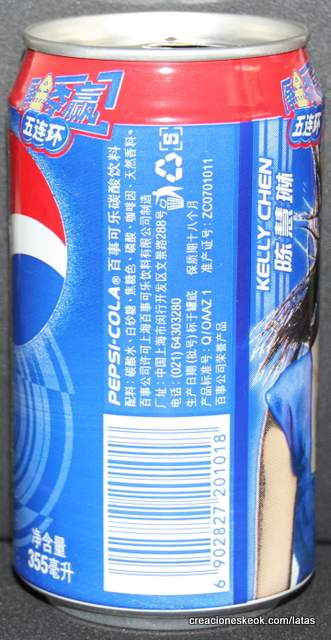 五连环
五连环
PEPSI-COLA® 百事可乐碳酸饮料
配料：碳酸水、白砂糖、焦糖色、磷酸、咖啡因、天然香料。
百事公司许可上海百事可乐饮料有限公司制造
厂址：中国上海市闵行开发区文景路288号
电话：(021) 64303280
生产日期(批号)标于罐底 保质期十八个月
产品标准号：Q/OAAZ 1 准产证号：ZC0701011
百事公司荣誉产品
KELLY CHEN
陈慧琳
6 902827 201018
净含量
355毫升
creacioneskeok.com/latas